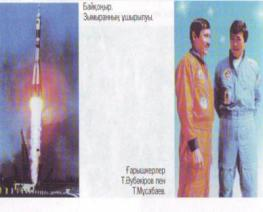 Байқоңыр.
Зымыранның ұшырылуы.
Ғарышкерлер
Т.Әубәкіров пен
Т.Мұсабаев.